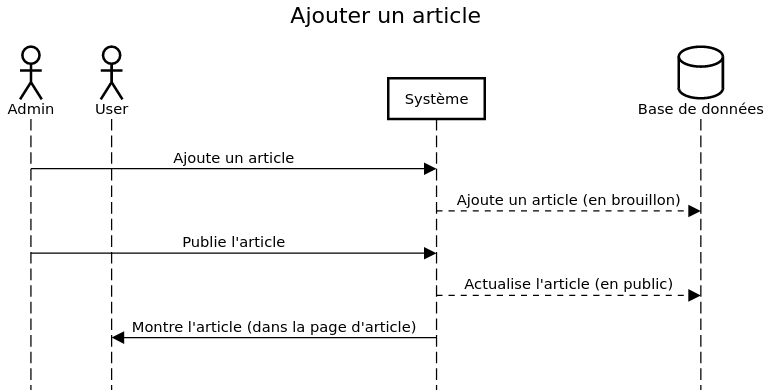 Ajouter un article
Admin
User
Système
Base de données
Ajoute un article
Ajoute un article (en brouillon)
Publie l'article
Actualise l'article (en public)
Montre l'article (dans la page d'article)